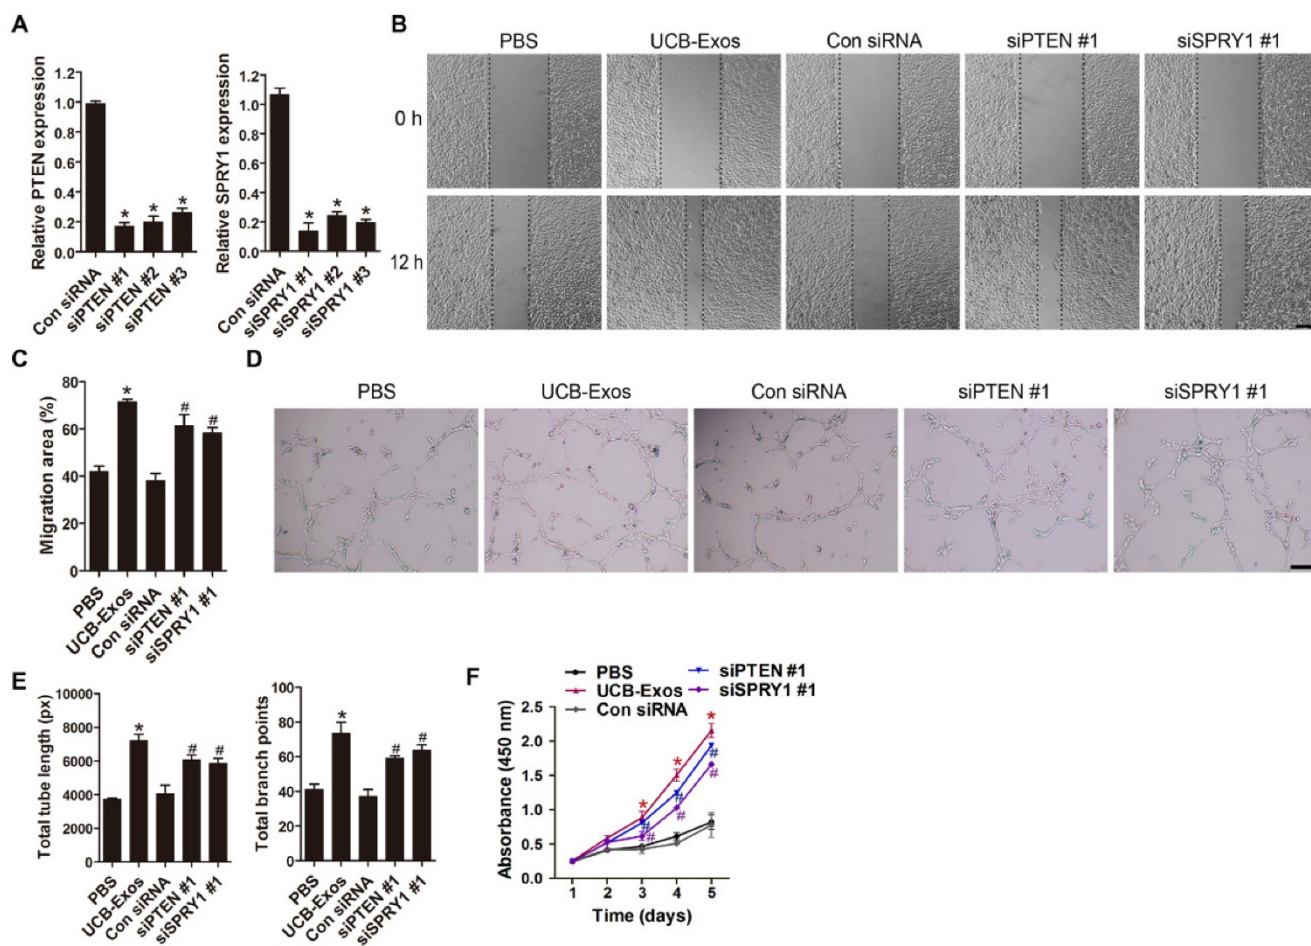 A
Relative PTEN expression
1.2
1.0
0.8
0.6
0.4
0.2
0.0
*
*
*
Con siRNA
siPTEN #1
siPTEN #2
siPTEN #3
Relative SPRY1 expression
1.2
1.0
0.8
0.6
0.4
0.2
0.0
*
*
*
Con siRNA
siSPRY1 #1
siSPRY1 #2
siSPRY1 #3
B
PBS
UCB-Exos
Con siRNA
siPTEN #1
siSPRY1 #1
0 h
12 h
C
Migration area (%)
80
60
40
20
0
*
#
#
PBS
UCB-Exos
Con siRNA
siPTEN #1
siSPRY1 #1
D
PBS
UCB-Exos
Con siRNA
siPTEN #1
siSPRY1 #1
E
Total tube length (px)
10000
8000
6000
4000
2000
0
*
#
#
PBS
UCB-Exos
Con siRNA
siPTEN #1
siSPRY1 #1
Total branch points
100
80
60
40
20
0
*
#
#
PBS
UCB-Exos
Con siRNA
siPTEN #1
siSPRY1 #1
F
PBS
UCB-Exos
Con siRNA
siPTEN #1
siSPRY1 #1
Absorbance (450 nm)
2.5
2.0
1.5
1.0
0.5
0.0
*
*
*
#
#
#
#
#
#
1 2 3 4 5
Time (days)